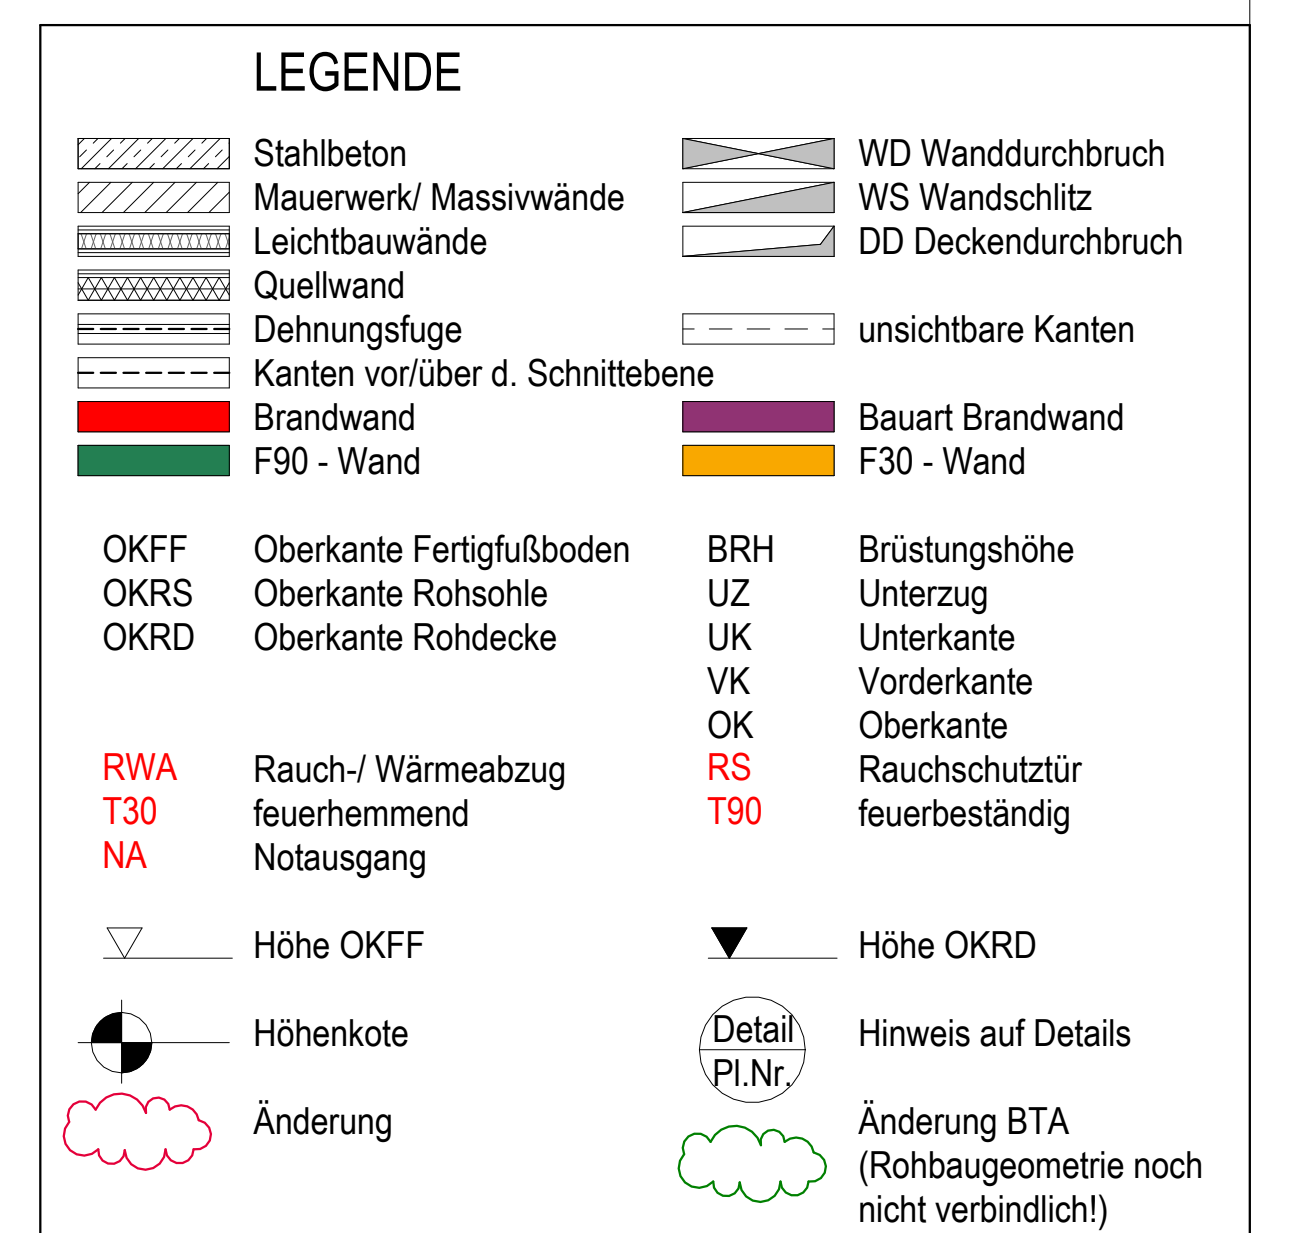 LEGENDE
Stahlbeton
WD Wanddurchbruch
Mauerwerk/ Massivwände
WS Wandschlitz
Leichtbauwände
DD Deckendurchbruch
Quellwand
Dehnungsfuge
unsichtbare Kanten
Kanten vor/über d. Schnittebene
Brandwand
Bauart Brandwand
F90 - Wand
F30 - Wand
OKFF Oberkante Fertigfußboden
BRH Brüstungshöhe
OKRS Oberkante Rohsohle
UZ Unterzug
OKRD Oberkante Rohdecke
UK Unterkante
VK Vorderkante
OK Oberkante
RWA Rauch-/ Wärmeabzug
RS Rauchschutztür
T30 feuerhemmend
T90 feuerbeständig
NA Notausgang
Höhe OKFF
Höhe OKRD
Höhenkote
Detail
Pl.Nr.
Hinweis auf Details
Änderung
Änderung BTA
(Rohbaugeometrie noch
nicht verbindlich!)